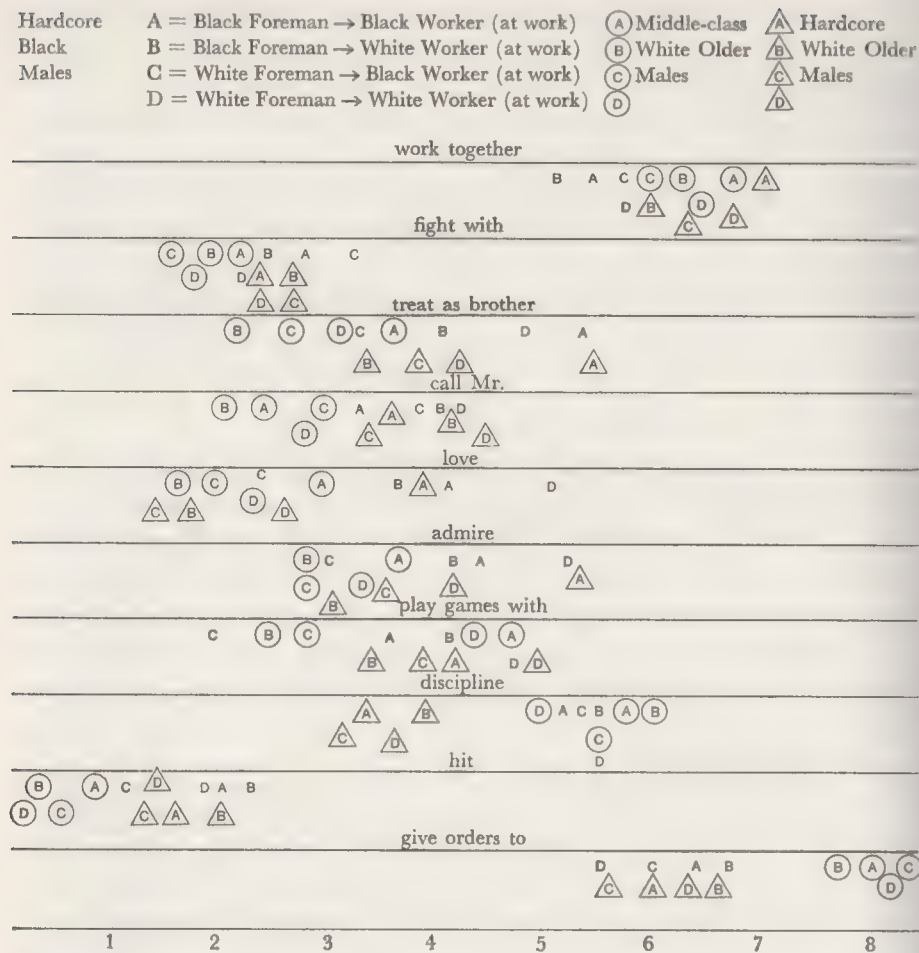 Hardcore A = Black Foreman → Black Worker (at work) Ⓐ Middle-class A Hardcore
Black B = Black Foreman → White Worker (at work) Ⓑ White Older B White Older
Males C = White Foreman → Black Worker (at work) Ⓒ Males C Males
D = White Foreman → White Worker (at work) Ⓓ D
work together
B A C C B A A
D B C D D
fight with
C B A B A C
D D A B
D C
treat as brother
B C D C A B D A
B C D A
call Mr.
B A C A A C B D
D C B D
love
B C C A B A A D
C B D D
admire
B C A B A D
C B D C D A
play games with
C B C A B D A
B C A D D
discipline
A B D A C B A B
C D C
D
hit
B A C D D A B
D C C A B
give orders to
D C A B B A C
C A D B D
1 2 3 4 5 6 7 8